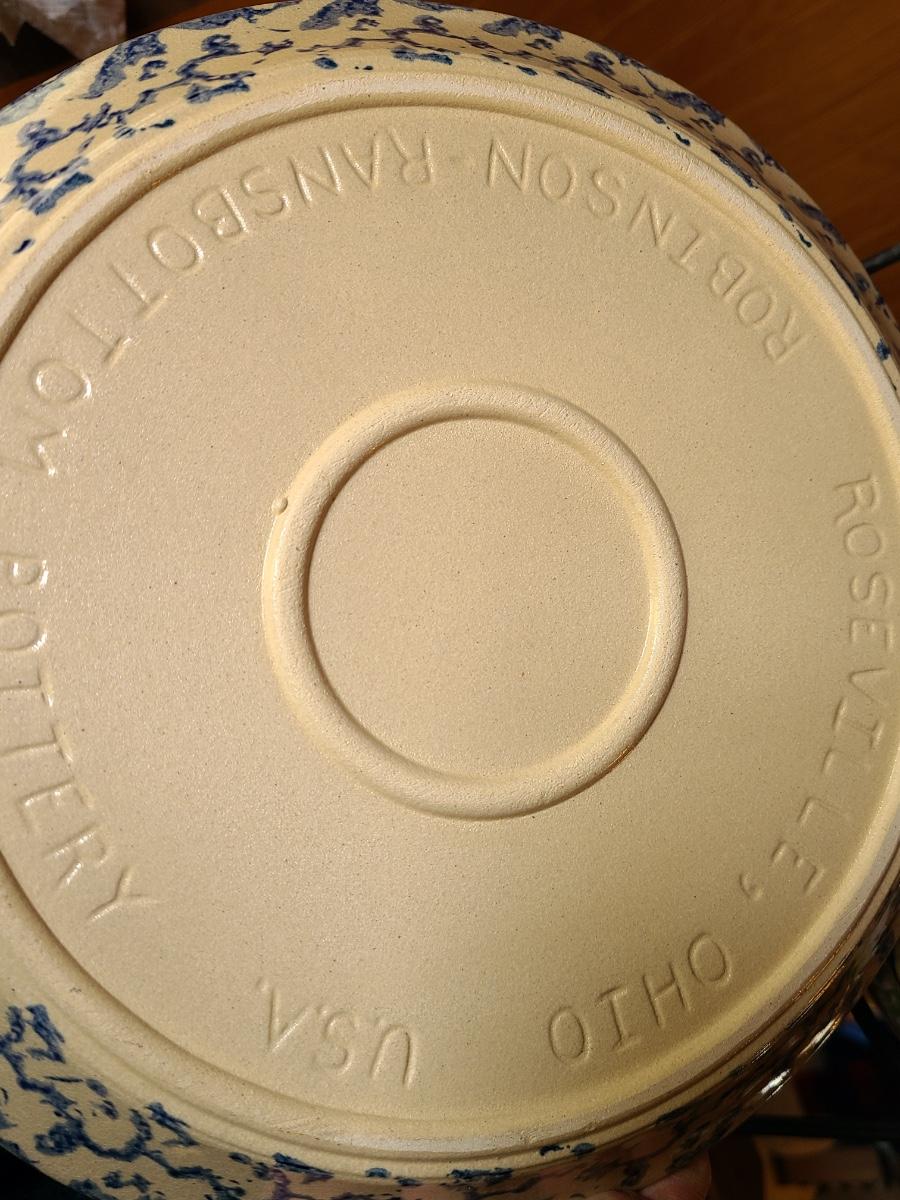 ROBINSON RANSBOTTOM POTTERY
ROSEVILLE, OHIO
U.S.A.